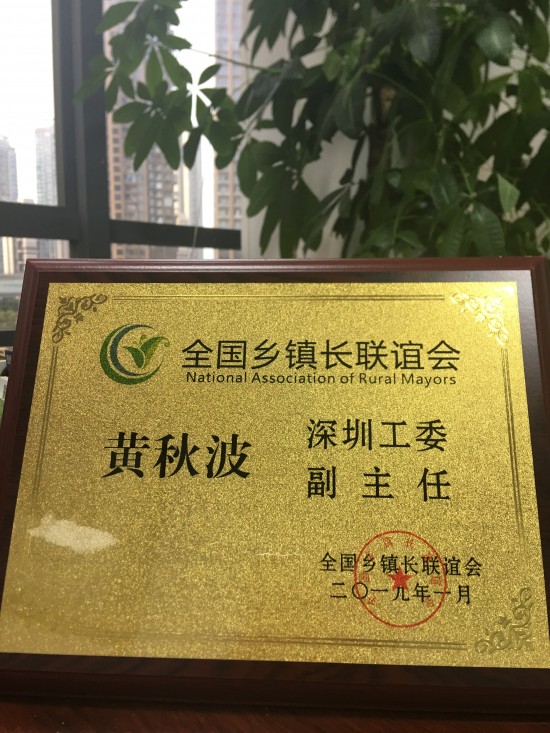 全国乡镇长联谊会
National Association of Rural Mayors
黄秋波
深圳工委
副主任
全国乡镇长联谊会
二〇一九年一月